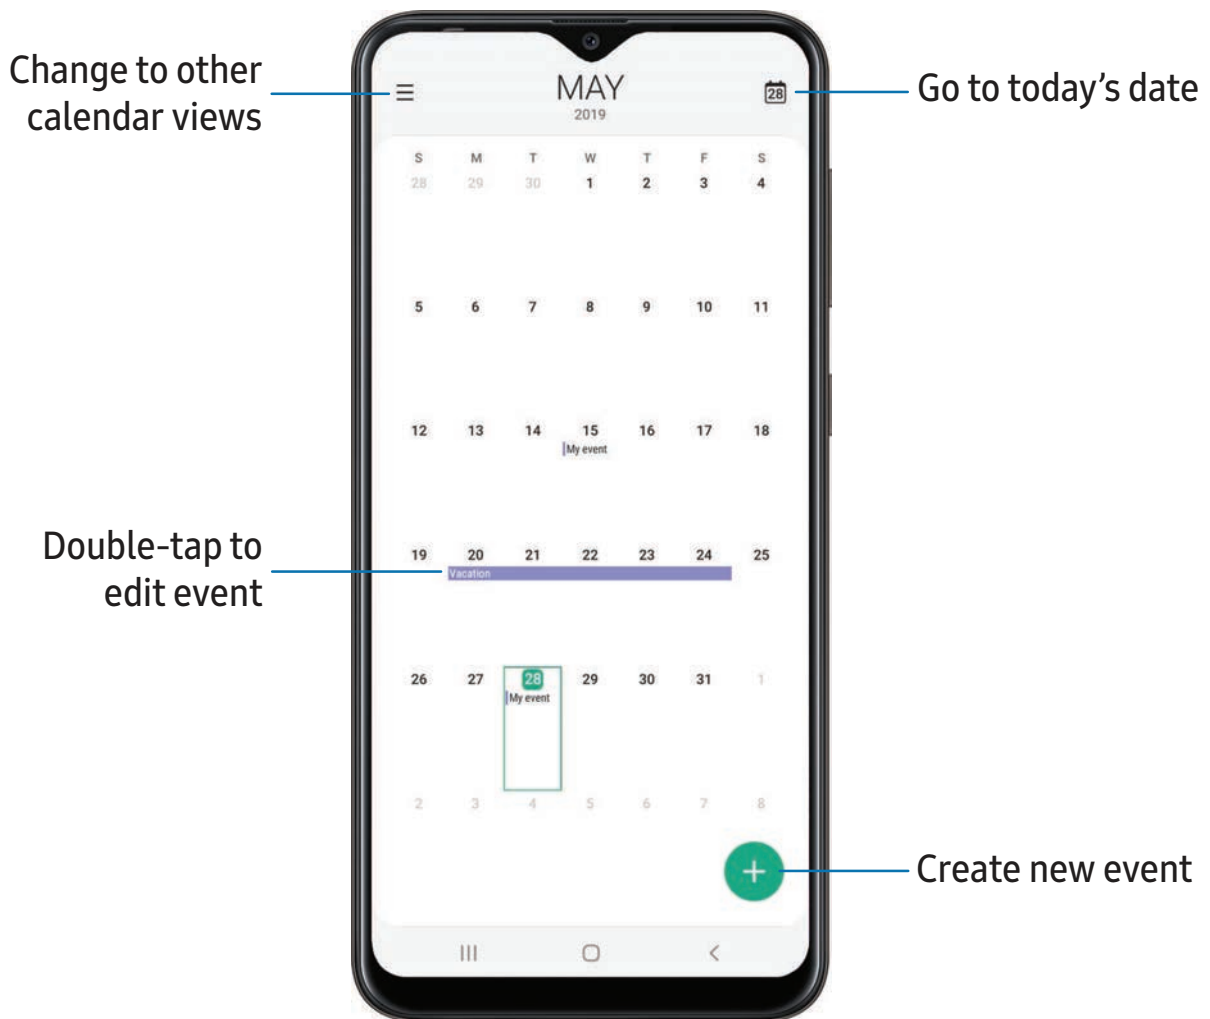 Change to other
calendar views
MAY
2019
28
Go to today's date
S M T W T F S
28 29 30 1 2 3 4
5 6 7 8 9 10 11
12 13 14 15 16 17 18
My event
Double-tap to
edit event
19 20 21 22 23 24 25
Vacation
26 27 28 29 30 31 1
My event
2 3 4 5 6 7 8
Create new event